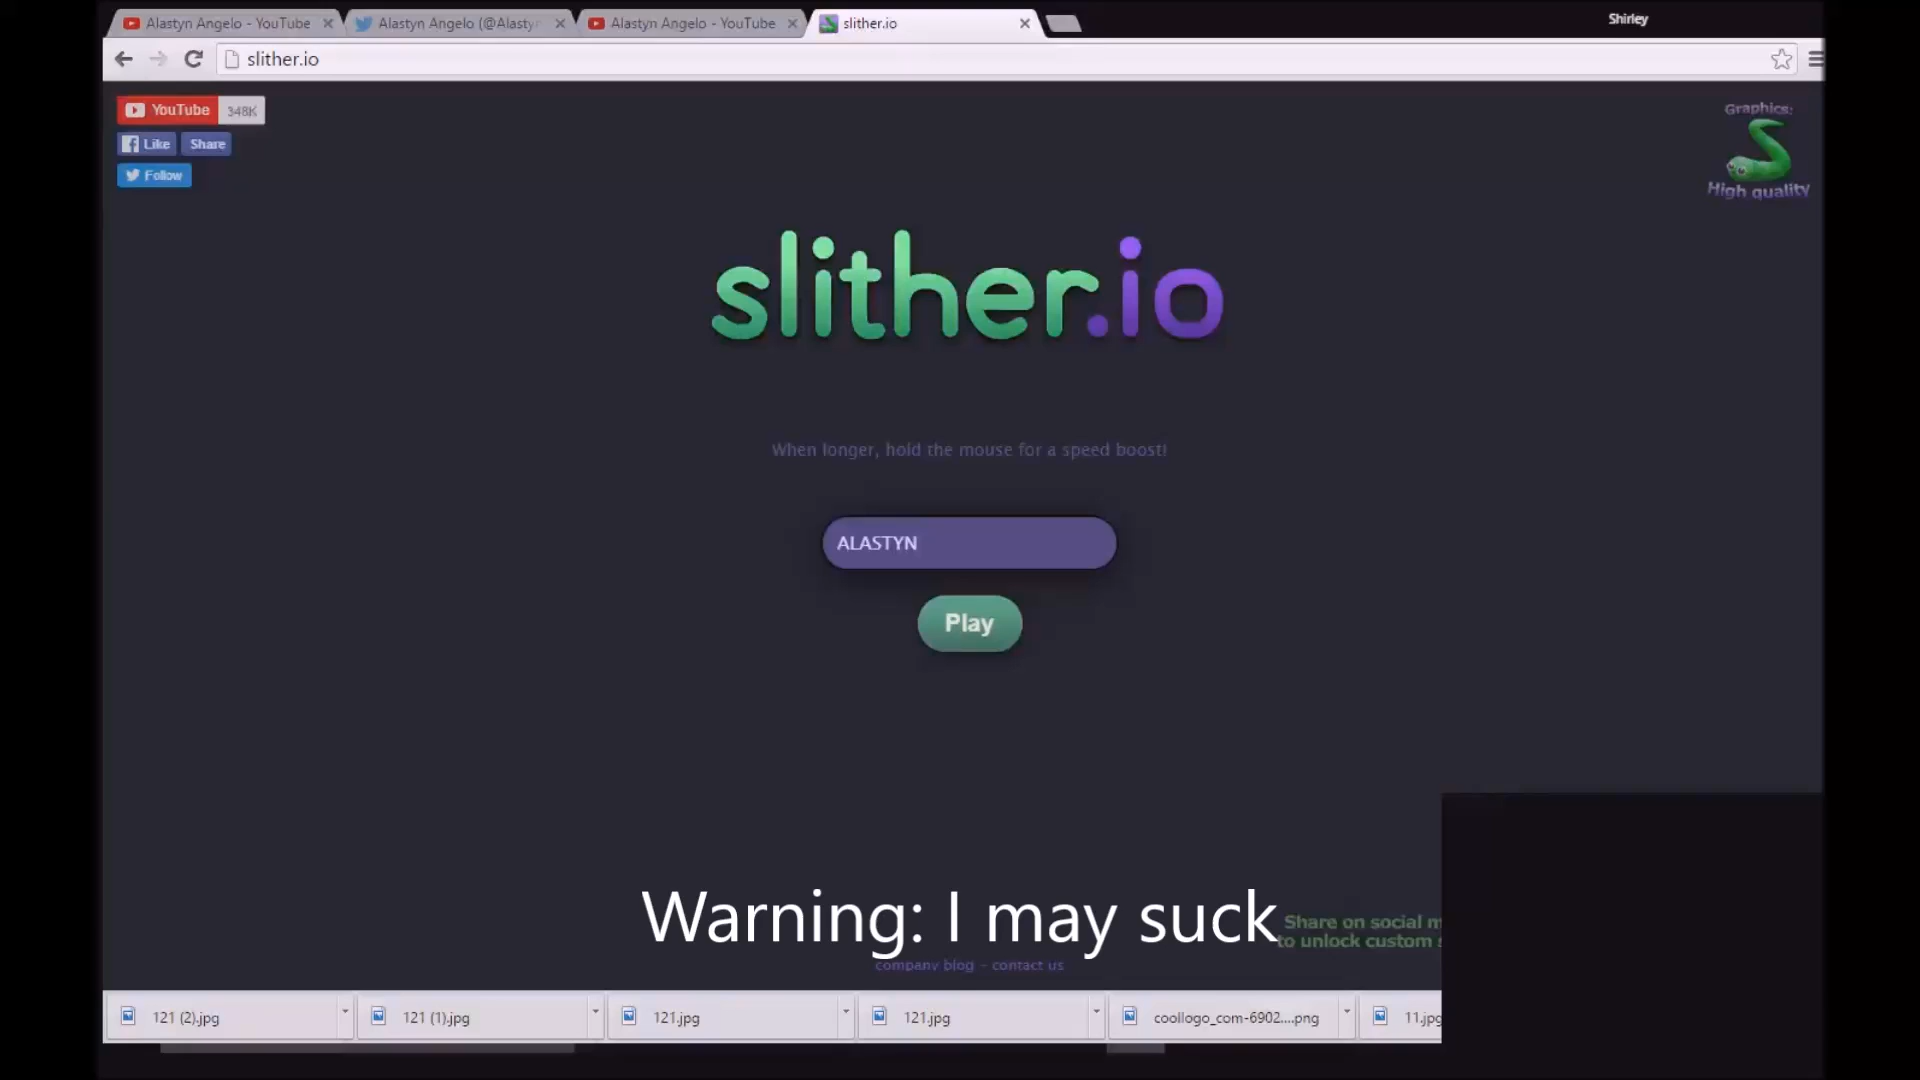 Alastyn Angelo - YouTube
Alastyn Angelo (@Alasty
Alastyn Angelo - YouTube
slither.io
Shirley
slither.io
YouTube 348K
Like Share
Follow
Graphics:
High quality
slither.io
When longer, hold the mouse for a speed boost!
ALASTYN
Play
Warning: I may suck
Share on social m
to unlock custom s
company blog - contact us
121 (2).jpg
121 (1).jpg
121.jpg
121.jpg
coollogo_com-6902....png
11.jpg